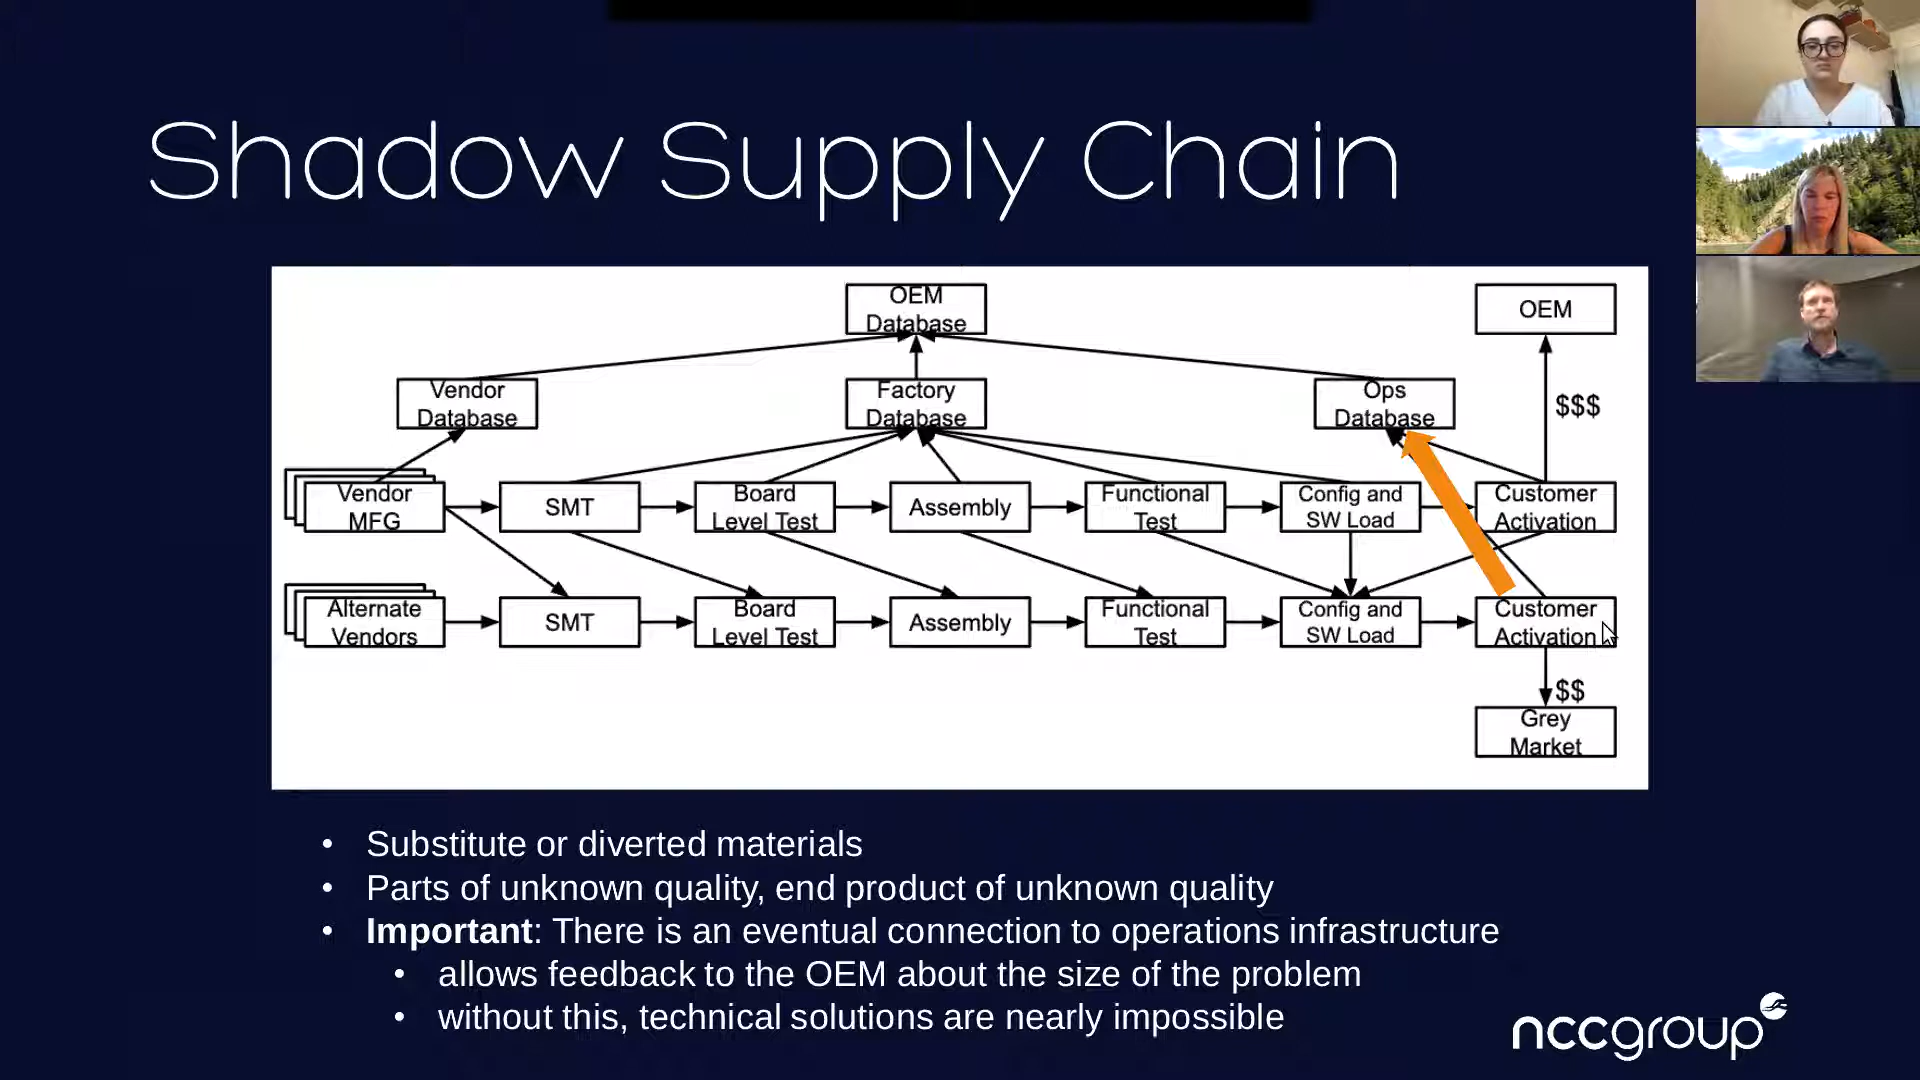 Shadow Supply Chain
OEM
Database
OEM
Vendor
Database
Factory
Database
Ops
Database
$$$
Vendor
MFG
SMT
Board
Level Test
Assembly
Functional
Test
Config and
SW Load
Customer
Activation
Alternate
Vendors
SMT
Board
Level Test
Assembly
Functional
Test
Config and
SW Load
Customer
Activation
$$
Grey
Market
• Substitute or diverted materials
• Parts of unknown quality, end product of unknown quality
• Important: There is an eventual connection to operations infrastructure
• allows feedback to the OEM about the size of the problem
• without this, technical solutions are nearly impossible
nccgroup